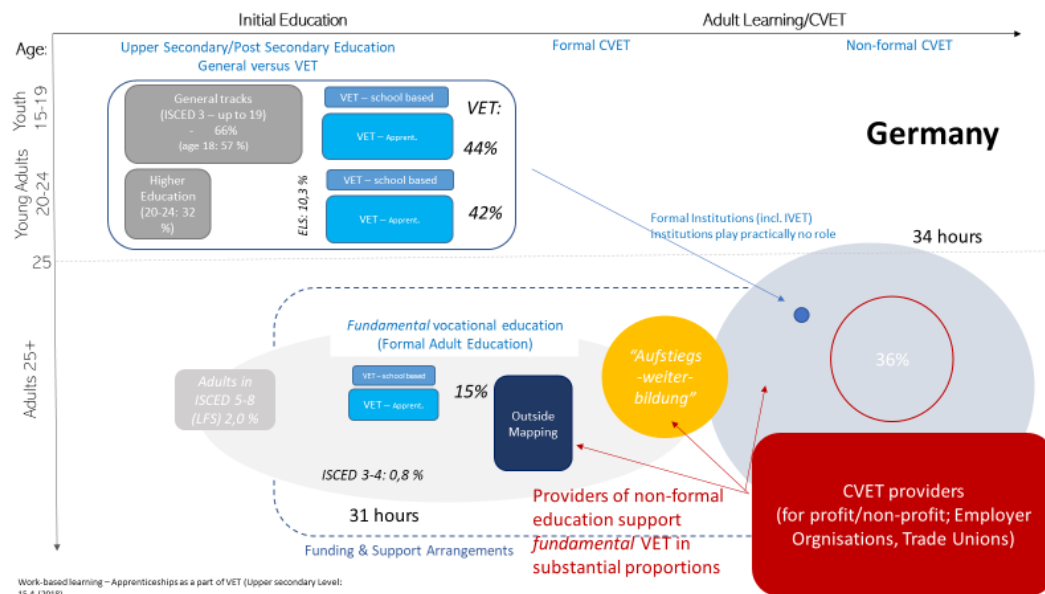 Initial Education
Adult Learning/CVET
Age:
Upper Secondary/Post Secondary Education
General versus VET
Formal CVET
Non-formal CVET
Youth
15-19
General tracks
(ISCED 3 – up to 19)
- 66%
(age 18: 57 %)
VET – school based
VET – Apprent.
VET:
44%
Germany
Young Adults
20-24
Higher
Education
(20-24: 32
%)
ELS: 10,3 %
VET – school based
VET – Apprent.
42%
Formal Institutions (incl. IVET)
Institutions play practically no role
34 hours
25
Adults 25+
Fundamental vocational education
(Formal Adult Education)
Adults in
ISCED 5-8
(LFS) 2,0 %
VET – school based
VET – Apprent.
15%
Outside
Mapping
"Aufstiegs
-weiter-
bildung"
36%
ISCED 3-4: 0,8 %
31 hours
Funding & Support Arrangements
Providers of non-formal
education support
fundamental VET in
substantial proportions
CVET providers
(for profit/non-profit; Employer
Orgnisations, Trade Unions)
Work-based learning – Apprenticeships as a part of VET (Upper secondary Level: